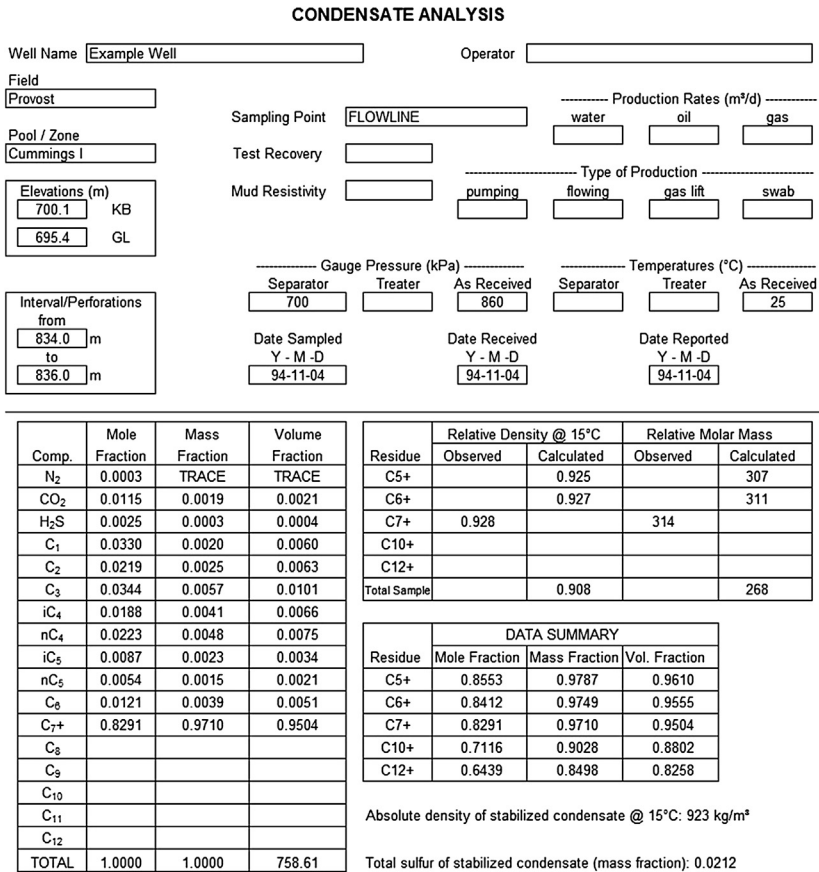 CONDENSATE ANALYSIS
Well Name Example Well Operator
Field
Provost
Pool / Zone
Cummings I
Sampling Point FLOWLINE
Test Recovery
Mud Resistivity
----------- Production Rates (m³/d) ------------
water oil gas
-------------------------- Type of Production --------------------------
pumping flowing gas lift swab
Elevations (m)
700.1 KB
695.4 GL
Interval/Perforations
from
834.0 m
to
836.0 m
-------------- Gauge Pressure (kPa) --------------
Separator Treater As Received
700 860
--------------- Temperatures (°C) ----------------
Separator Treater As Received
25
Date Sampled Date Received Date Reported
Y - M -D Y - M -D Y - M -D
94-11-04 94-11-04 94-11-04
Comp. Mole Fraction Mass Fraction Volume Fraction
N₂ 0.0003 TRACE TRACE
CO₂ 0.0115 0.0019 0.0021
H₂S 0.0025 0.0003 0.0004
C₁ 0.0330 0.0020 0.0060
C₂ 0.0219 0.0025 0.0063
C₃ 0.0344 0.0057 0.0101
iC₄ 0.0188 0.0041 0.0066
nC₄ 0.0223 0.0048 0.0075
iC₅ 0.0087 0.0023 0.0034
nC₅ 0.0054 0.0015 0.0021
C₆ 0.0121 0.0039 0.0051
C₇+ 0.8291 0.9710 0.9504
C₈
C₉
C₁₀
C₁₁
C₁₂
TOTAL 1.0000 1.0000 758.61
Relative Density @ 15°C Relative Molar Mass
Residue Observed Calculated Observed Calculated
C5+ 0.925 307
C6+ 0.927 311
C7+ 0.928 314
C10+
C12+
Total Sample 0.908 268
DATA SUMMARY
Residue Mole Fraction Mass Fraction Vol. Fraction
C5+ 0.8553 0.9787 0.9610
C6+ 0.8412 0.9749 0.9555
C7+ 0.8291 0.9710 0.9504
C10+ 0.7116 0.9028 0.8802
C12+ 0.6439 0.8498 0.8258
Absolute density of stabilized condensate @ 15°C: 923 kg/m³
Total sulfur of stabilized condensate (mass fraction): 0.0212